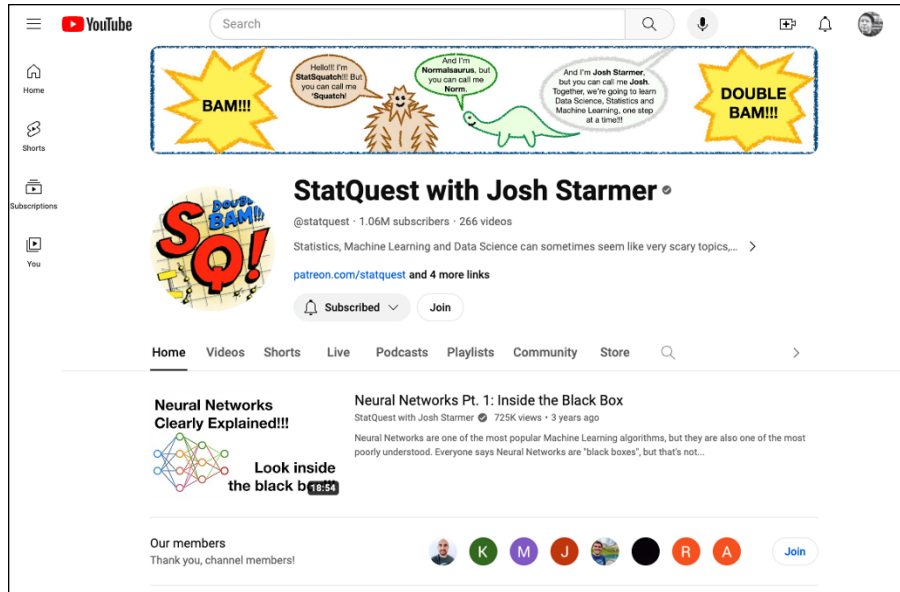 YouTube
Search
Home
Shorts
Subscriptions
You
BAM!!!
Hello!!! I'm
StatSquatch!!! But
you can call me
'Squatch!
And I'm
Normalsaurus, but
you can call me
Norm.
And I'm Josh Starmer,
but you can call me Josh.
Together, we're going to learn
Data Science, Statistics and
Machine Learning, one step
at a time!!!
DOUBLE
BAM!!!
DOUBLE
BAM!!!
SQ!
StatQuest with Josh Starmer
@statquest · 1.06M subscribers · 266 videos
Statistics, Machine Learning and Data Science can sometimes seem like very scary topics,...
patreon.com/statquest and 4 more links
Subscribed
Join
Home Videos Shorts Live Podcasts Playlists Community Store
Neural Networks
Clearly Explained!!!
Look inside
the black
18:54
Neural Networks Pt. 1: Inside the Black Box
StatQuest with Josh Starmer 725K views • 3 years ago
Neural Networks are one of the most popular Machine Learning algorithms, but they are also one of the most
poorly understood. Everyone says Neural Networks are "black boxes", but that's not...
Our members
Thank you, channel members!
K M J R A
Join